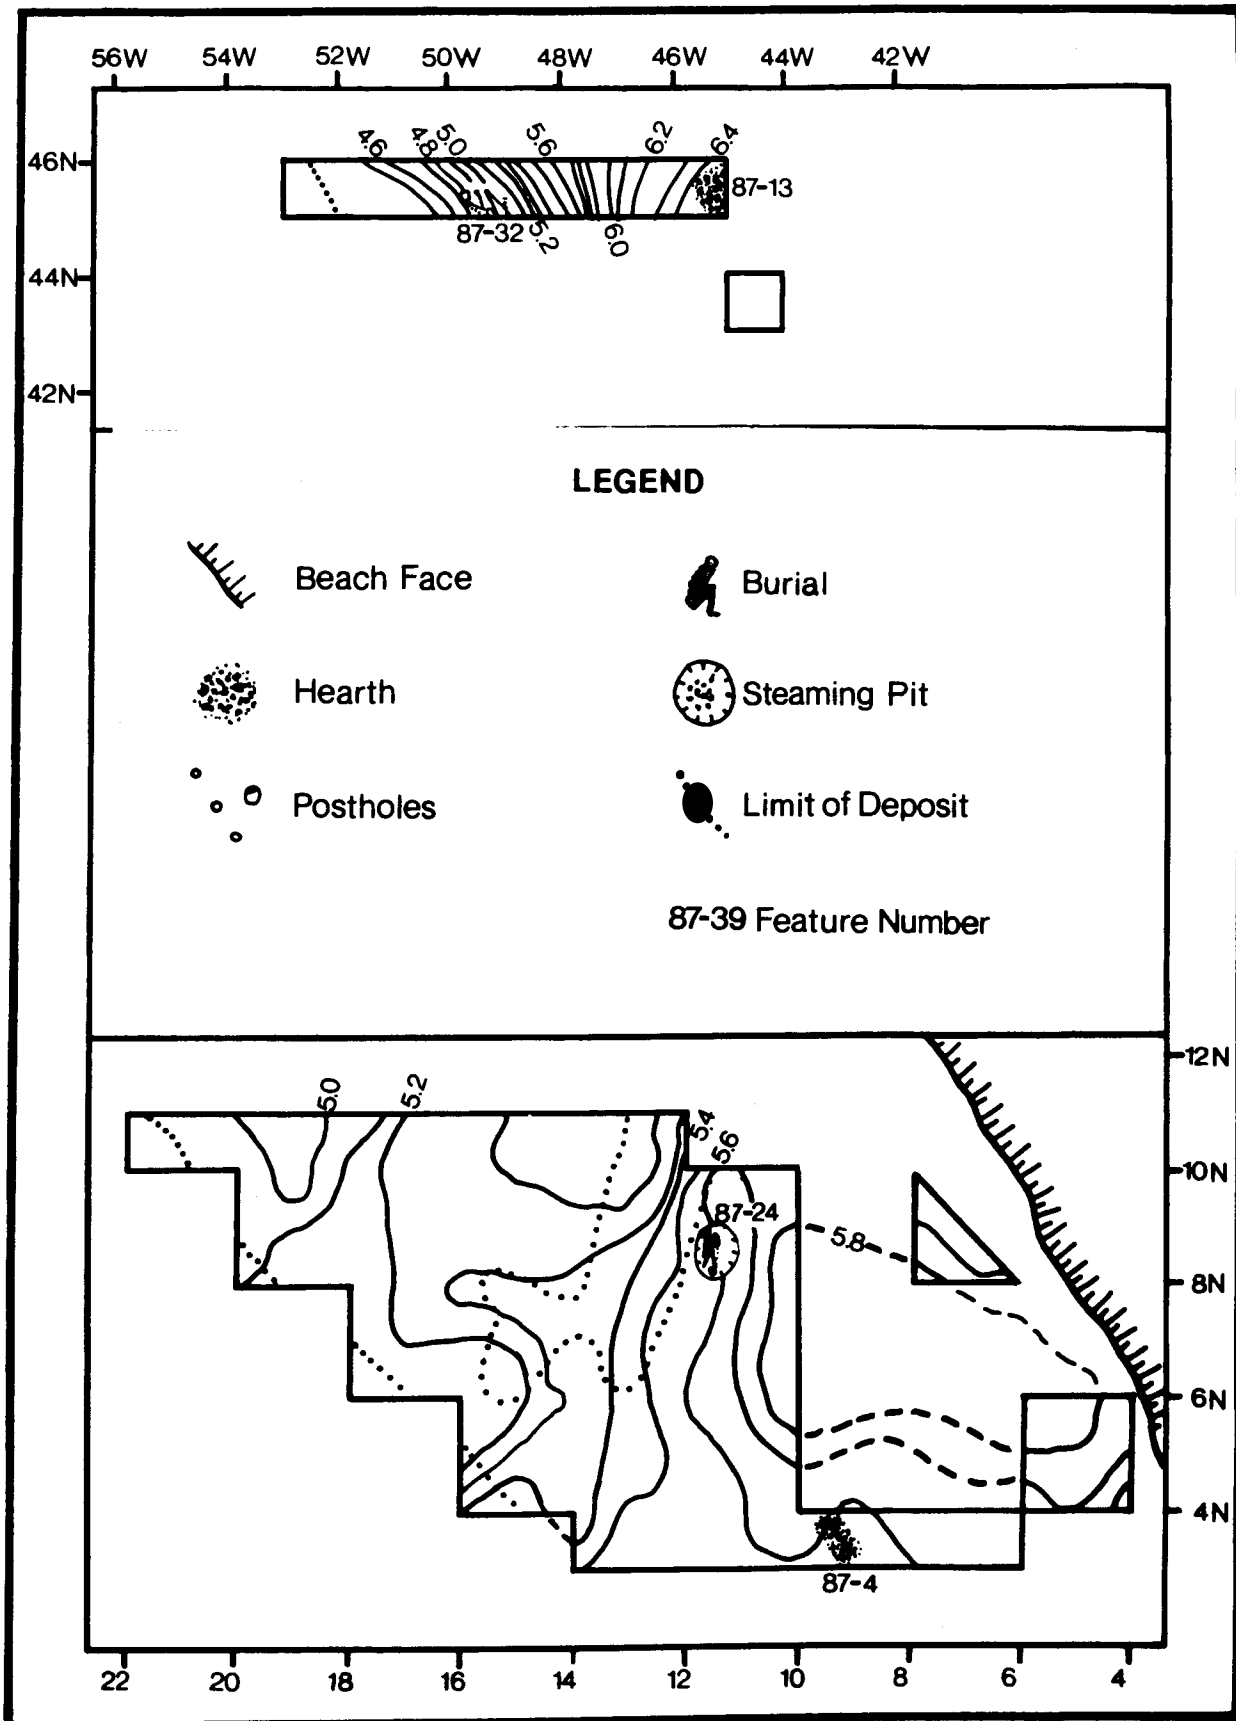 56W 54W 52W 50W 48W 46W 44W 42W
4.6 4.8 5.0 5.6 6.2 6.4
46N
87-13
87-32 5.2 6.0
44N
42N
LEGEND
Beach Face
Burial
Hearth
Steaming Pit
Postholes
Limit of Deposit
87-39 Feature Number
12N
5.0 5.2 5.4 5.6
10N
87-24
5.8
8N
6N
4N
87-4
22 20 18 16 14 12 10 8 6 4